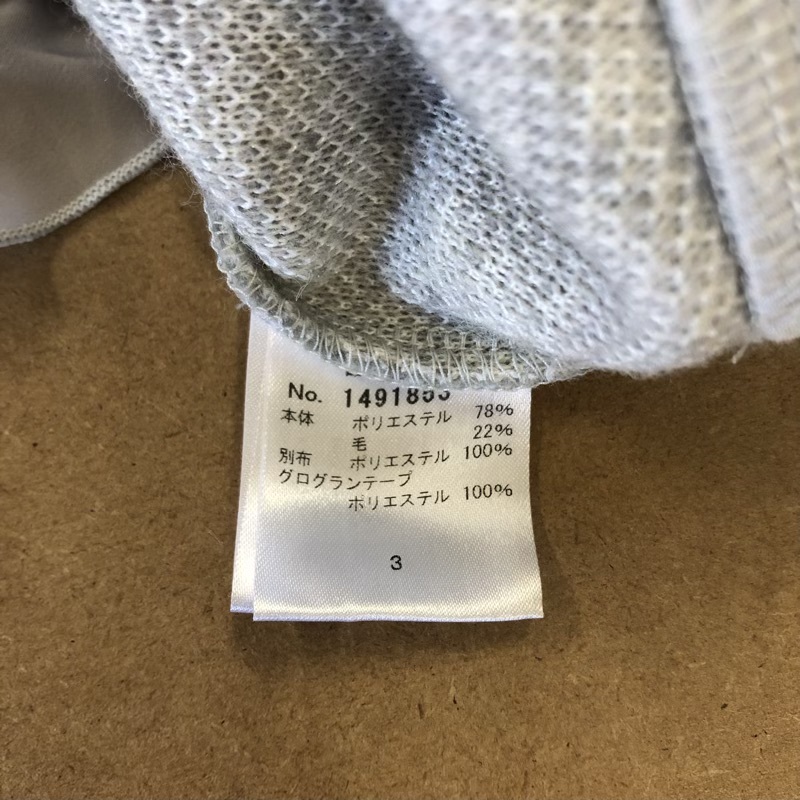 No. 1491853
本体 ポリエステル 78%
毛 22%
別布 ポリエステル 100%
グログランテープ
ポリエステル 100%
3